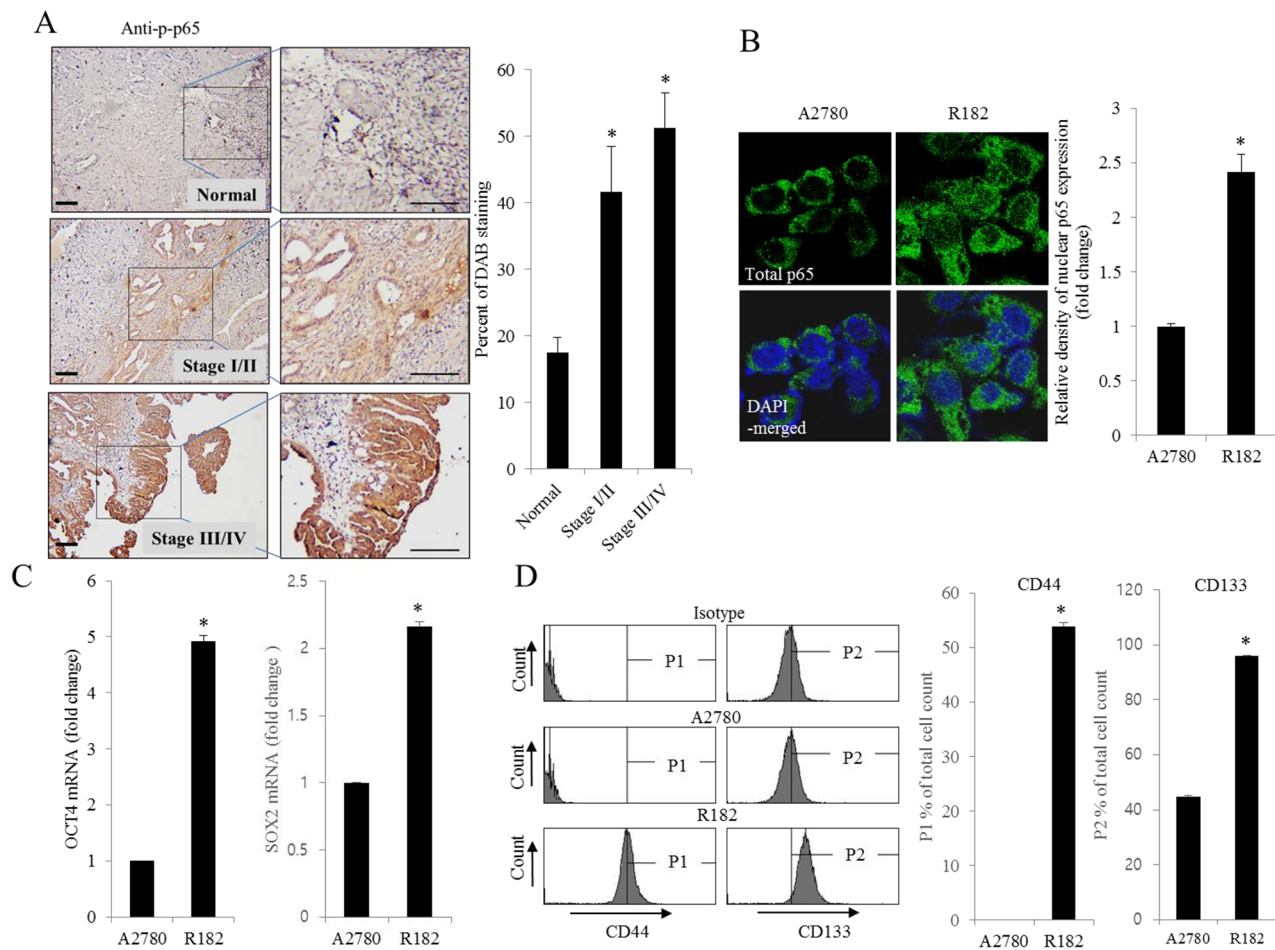 A
Anti-p-p65
Normal
Stage I/II
Stage III/IV
Percent of DAB staining
60
50
40
30
20
10
0
*
*
Normal
Stage I/II
Stage III/IV
B
A2780
R182
Total p65
DAPI
-merged
Relative density of nuclear p65 expression
(fold change)
3
2.5
2
1.5
1
0.5
0
*
A2780
R182
C
OCT4 mRNA (fold change)
6
5
4
3
2
1
0
*
A2780
R182
SOX2 mRNA (fold change )
2.5
2
1.5
1
0.5
0
*
A2780
R182
D
Isotype
Count
P1
P2
A2780
Count
P1
P2
R182
Count
P1
P2
CD44
CD133
CD44
P1 % of total cell count
60
50
40
30
20
10
0
*
A2780
R182
CD133
P2 % of total cell count
120
100
80
60
40
20
0
*
A2780
R182